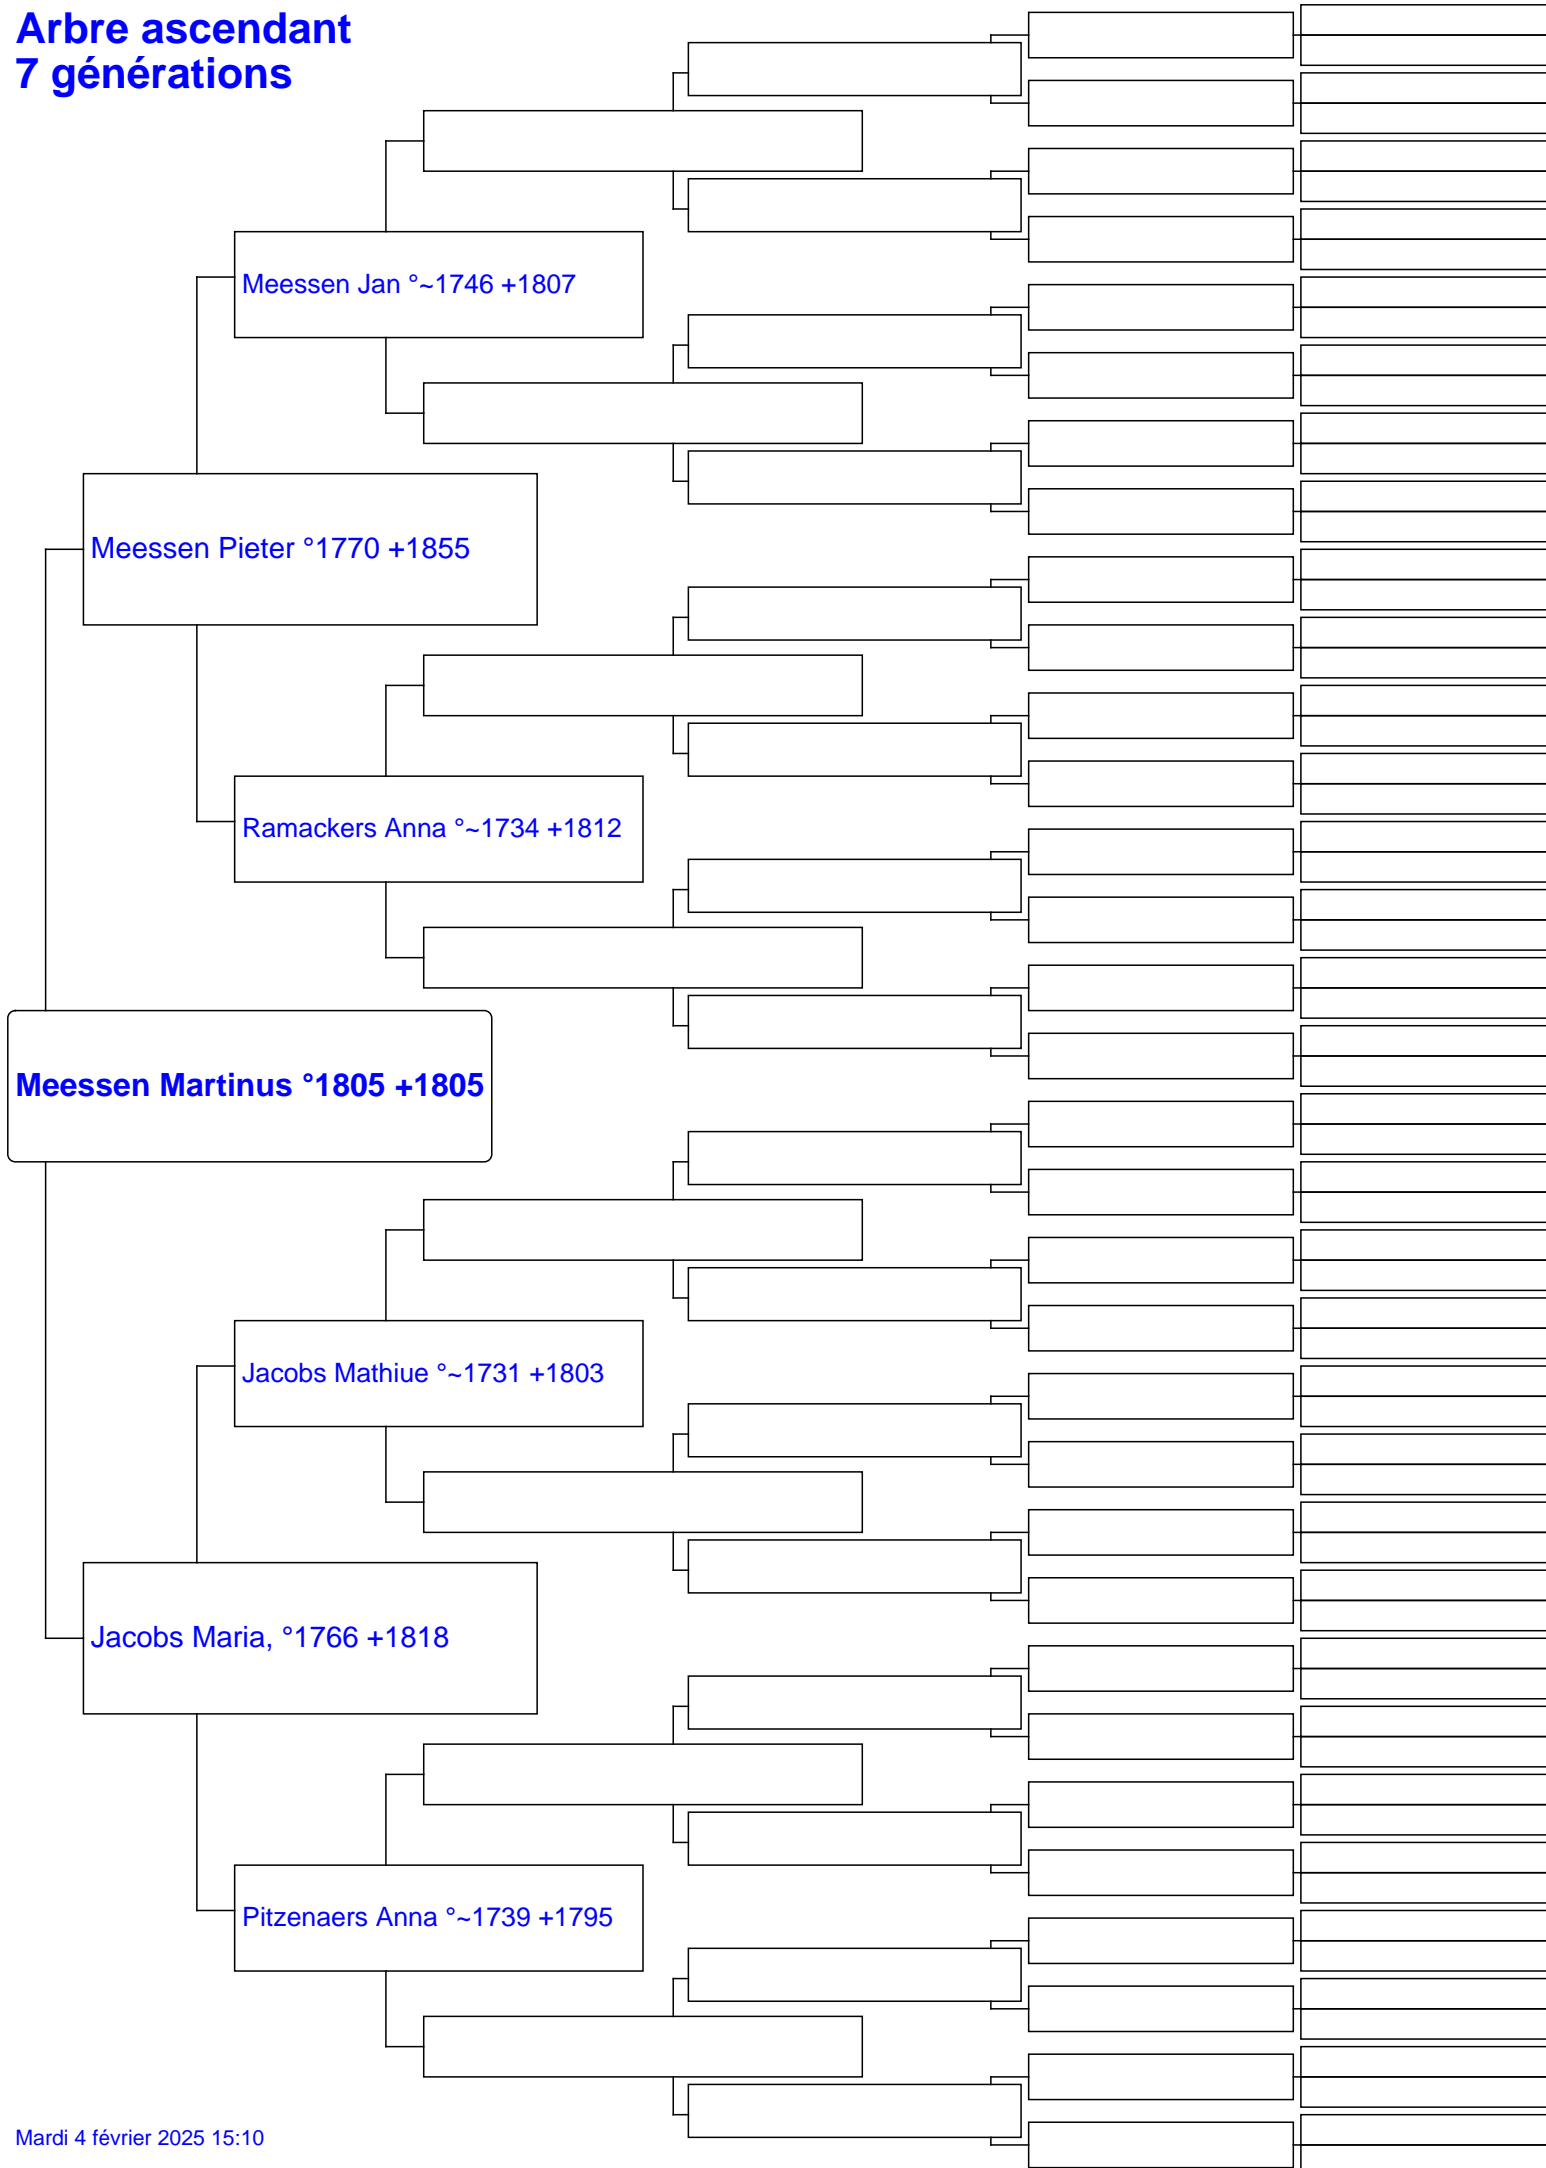 Arbre ascendant
7 générations
Meessen Jan °~1746 +1807
Meessen Pieter °1770 +1855
Ramackers Anna °~1734 +1812
Meessen Martinus °1805 +1805
Jacobs Mathiue °~1731 +1803
Jacobs Maria, °1766 +1818
Pitzenaers Anna °~1739 +1795
Mardi 4 février 2025 15:10